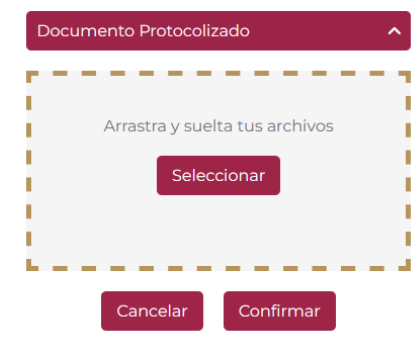 Documento Protocolizado
Arrastra y suelta tus archivos
Seleccionar
Cancelar Confirmar